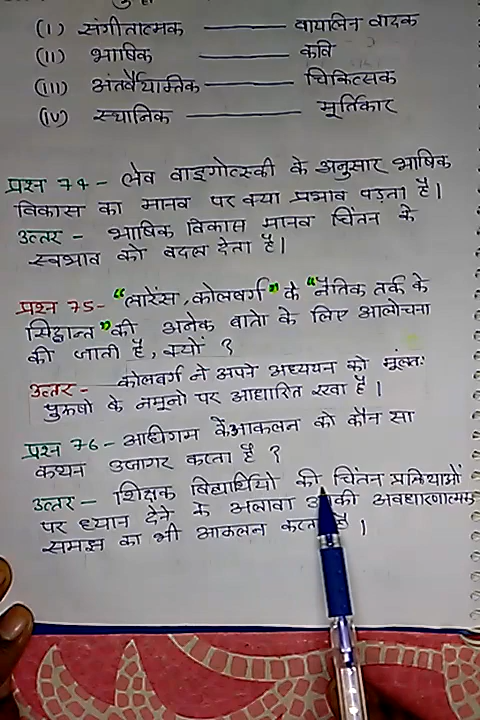 (i) संगीतात्मक ——— वायालिन वादक
(ii) भाषिक ——— कवि
(iii) अंतर्वैयक्तिक ——— चिकित्सक
(iv) स्थानिक ——— मूर्तिकार
प्रश्न 74 - लेव वाइगोत्स्की के अनुसार भाषिक
विकास का मानव पर क्या प्रभाव पड़ता है।
उत्तर - भाषिक विकास मानव चिंतन के
स्वभाव को बदल देता है।
प्रश्न 75 - "लारेंस, कोलबर्ग" के "नैतिक तर्क के
सिद्वान्त" की अनेक बातो के लिए आलोचना
की जाती है, क्यों ?
उत्तर - कोलबर्ग ने अपने अध्ययन को मूलतः
पुरूषो के नमूनो पर आधारित रखा है।
प्रश्न 76 - अधिगम के आकलन को कौन सा
कथन उजागर करता है ?
उत्तर - शिक्षक विद्यार्थियो की चिंतन प्रक्रियाओं
पर ध्यान देने के अलावा की अवधारणात्मक
समझ का भी आकलन करता है।